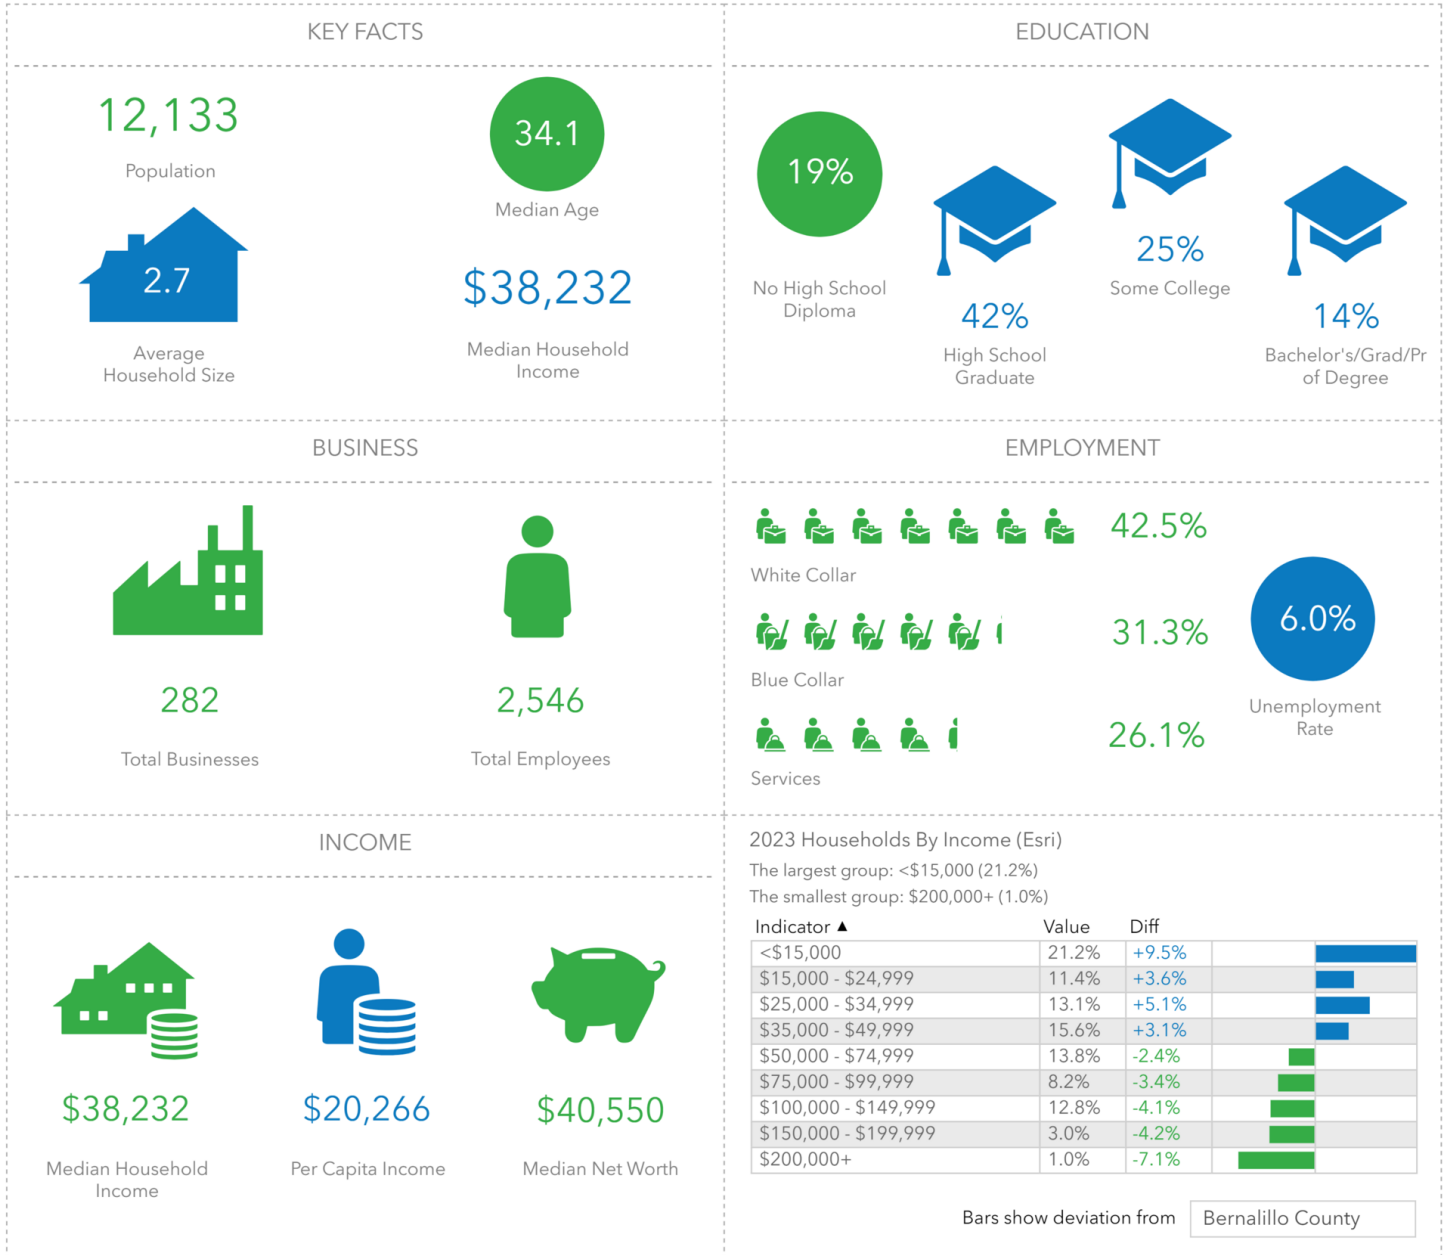 KEY FACTS
12,133
Population
34.1
Median Age
2.7
Average
Household Size
$38,232
Median Household
Income
EDUCATION
19%
No High School
Diploma
42%
High School
Graduate
25%
Some College
14%
Bachelor's/Grad/Pr
of Degree
BUSINESS
282
Total Businesses
2,546
Total Employees
EMPLOYMENT
42.5%
White Collar
31.3%
Blue Collar
26.1%
Services
6.0%
Unemployment
Rate
INCOME
$38,232
Median Household
Income
$20,266
Per Capita Income
$40,550
Median Net Worth
2023 Households By Income (Esri)
The largest group: <$15,000 (21.2%)
The smallest group: $200,000+ (1.0%)
Indicator ▲ Value Diff
<$15,000 21.2% +9.5%
$15,000 - $24,999 11.4% +3.6%
$25,000 - $34,999 13.1% +5.1%
$35,000 - $49,999 15.6% +3.1%
$50,000 - $74,999 13.8% -2.4%
$75,000 - $99,999 8.2% -3.4%
$100,000 - $149,999 12.8% -4.1%
$150,000 - $199,999 3.0% -4.2%
$200,000+ 1.0% -7.1%
Bars show deviation from Bernalillo County